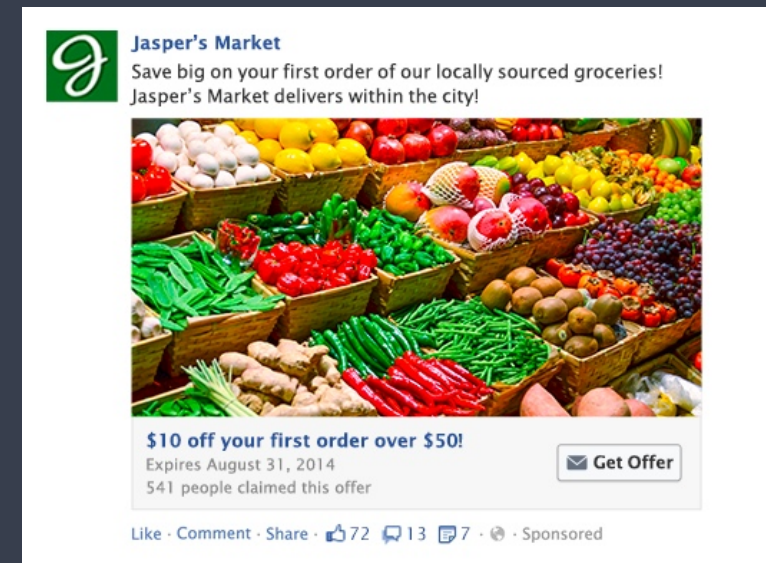 Jasper's Market
Save big on your first order of our locally sourced groceries!
Jasper's Market delivers within the city!
$10 off your first order over $50!
Expires August 31, 2014
541 people claimed this offer
Get Offer
Like · Comment · Share · 72 13 7 · · Sponsored